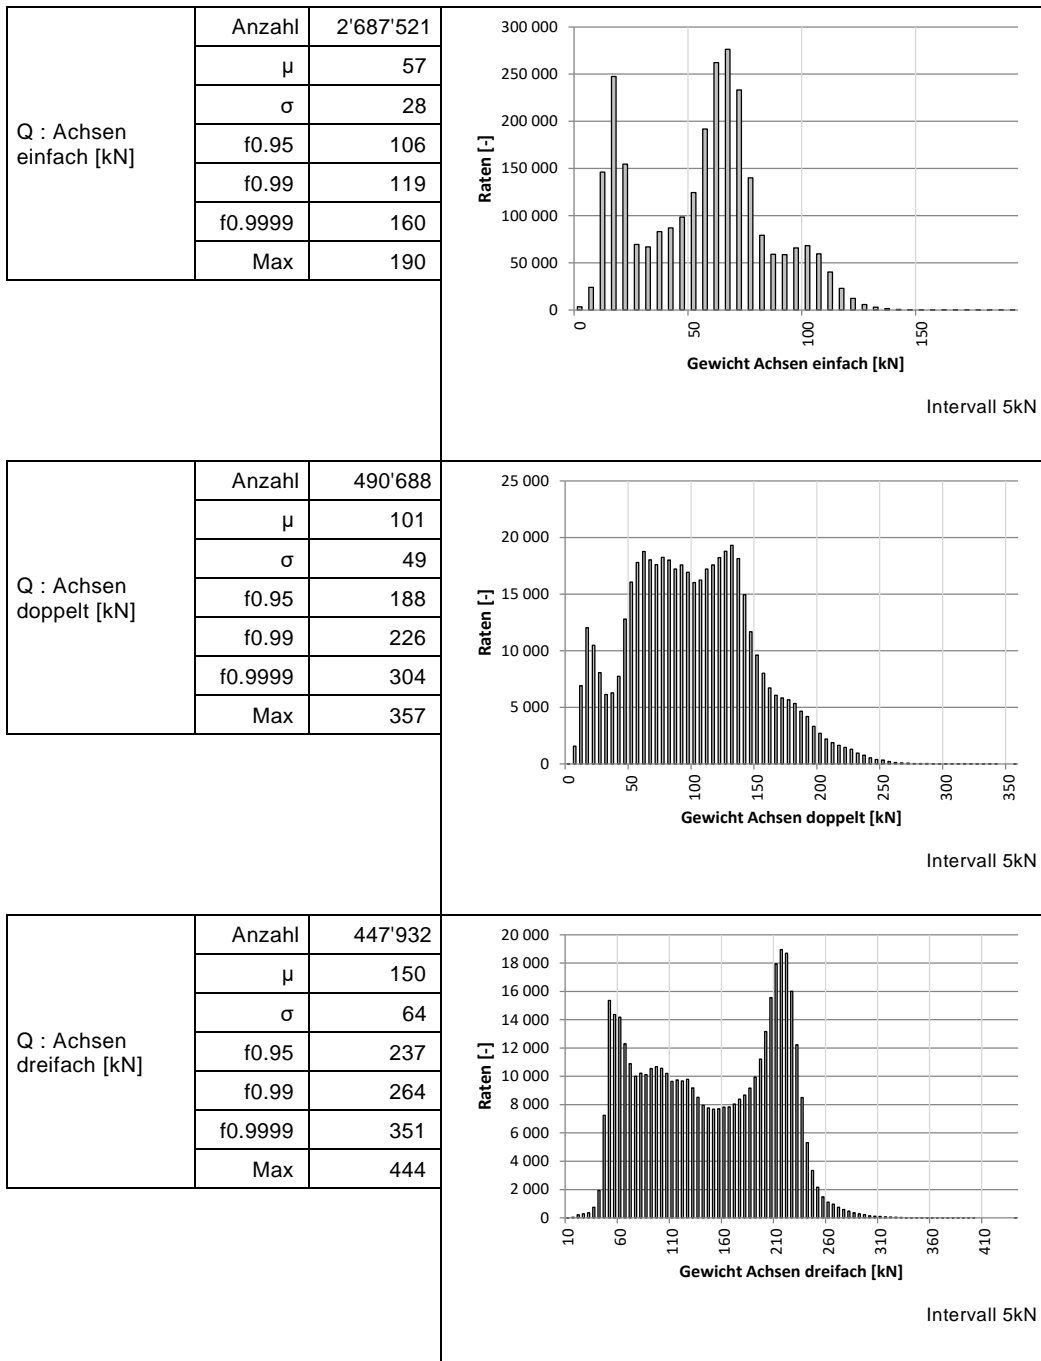 Q : Achsen
einfach [kN]
Anzahl 2'687'521
µ 57
σ 28
f0.95 106
f0.99 119
f0.9999 160
Max 190
300 000
250 000
200 000
150 000
100 000
50 000
0
Raten [-]
0 50 100 150
Gewicht Achsen einfach [kN]
Intervall 5kN
Q : Achsen
doppelt [kN]
Anzahl 490'688
µ 101
σ 49
f0.95 188
f0.99 226
f0.9999 304
Max 357
25 000
20 000
15 000
10 000
5 000
0
Raten [-]
0 50 100 150 200 250 300 350
Gewicht Achsen doppelt [kN]
Intervall 5kN
Q : Achsen
dreifach [kN]
Anzahl 447'932
µ 150
σ 64
f0.95 237
f0.99 264
f0.9999 351
Max 444
20 000
18 000
16 000
14 000
12 000
10 000
8 000
6 000
4 000
2 000
0
Raten [-]
10 60 110 160 210 260 310 360 410
Gewicht Achsen dreifach [kN]
Intervall 5kN